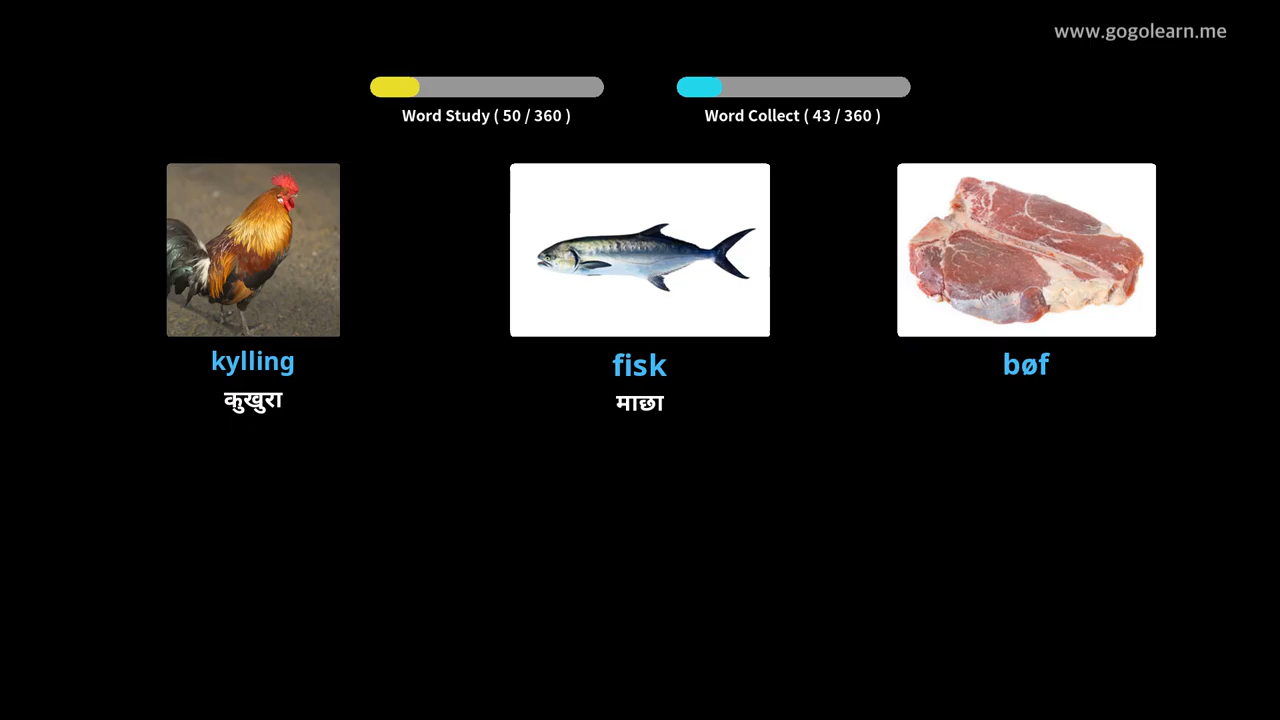 www.gogolearn.me
Word Study ( 50 / 360 )
Word Collect ( 43 / 360 )
kylling
fisk
bøf
कुखुरा
माछा